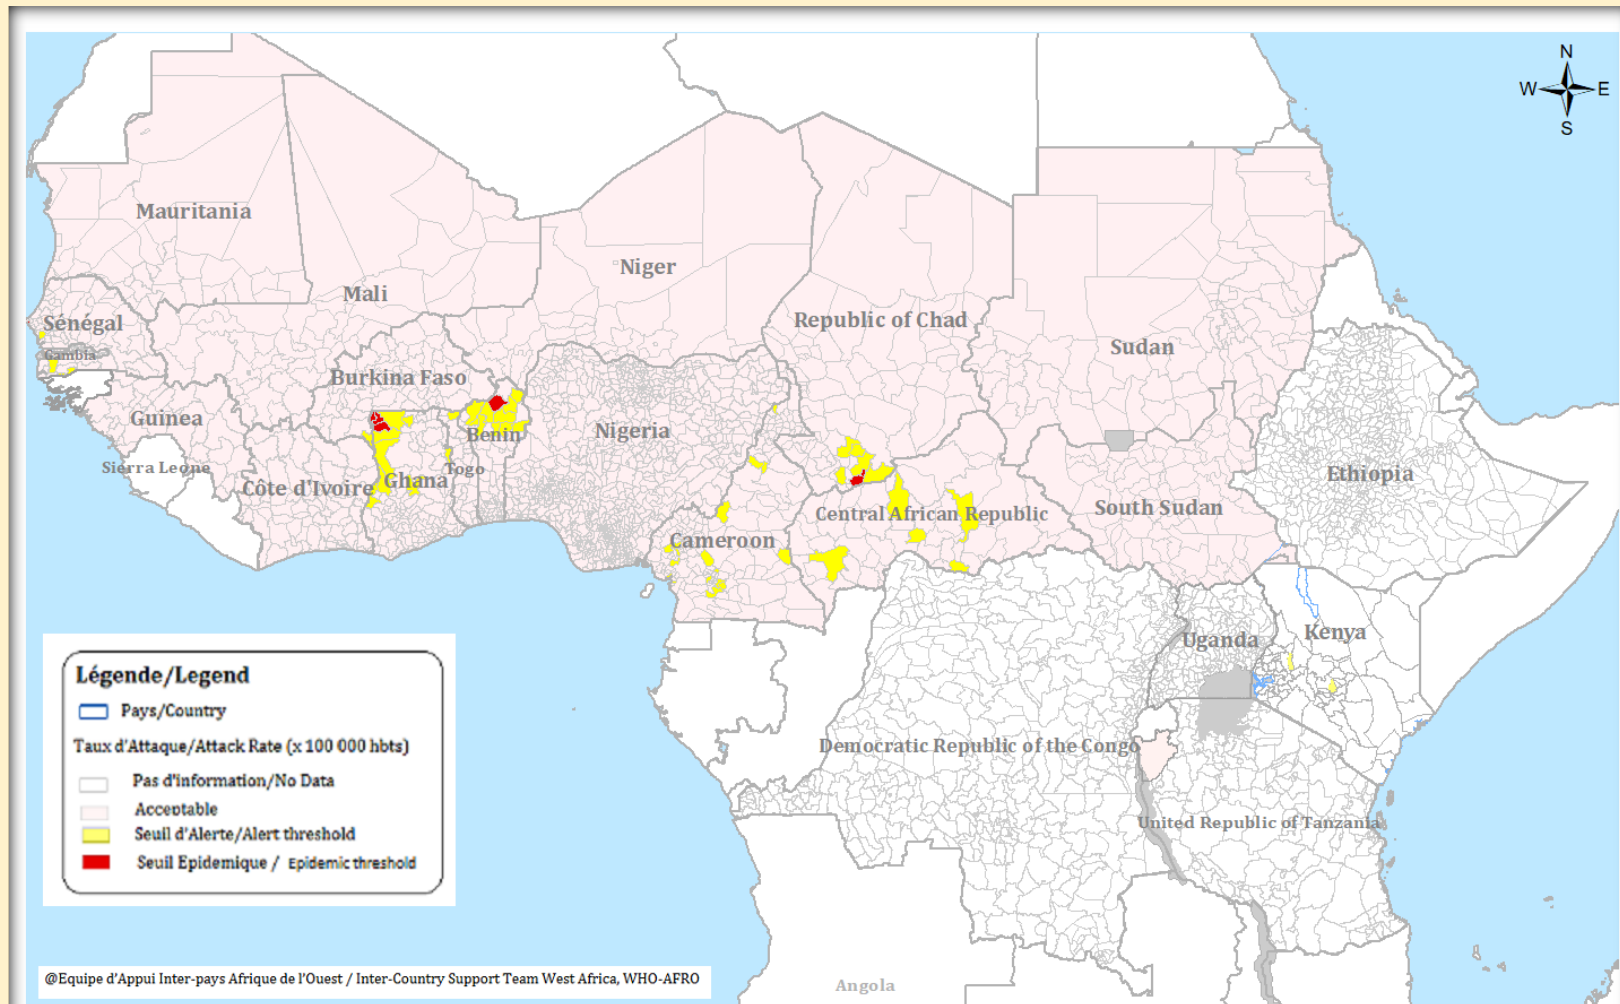 N
W E
S
Mauritania
Niger
Mali
Republic of Chad
Sénégal
Sudan
Gambia
Burkina Faso
Guinea
Nigeria
Benin
Sierra Leone
Togo
Ethiopia
Côte d'Ivoire
Ghana
South Sudan
Central African Republic
Cameroon
Kenya
Uganda
Democratic Republic of the Congo
United Republic of Tanzania
Angola
Légende/Legend
Pays/Country
Taux d'Attaque/Attack Rate (x 100 000 hbts)
Pas d'information/No Data
Acceptable
Seuil d'Alerte/Alert threshold
Seuil Epidemique / Epidemic threshold
@Equipe d'Appui Inter-pays Afrique de l'Ouest / Inter-Country Support Team West Africa, WHO-AFRO